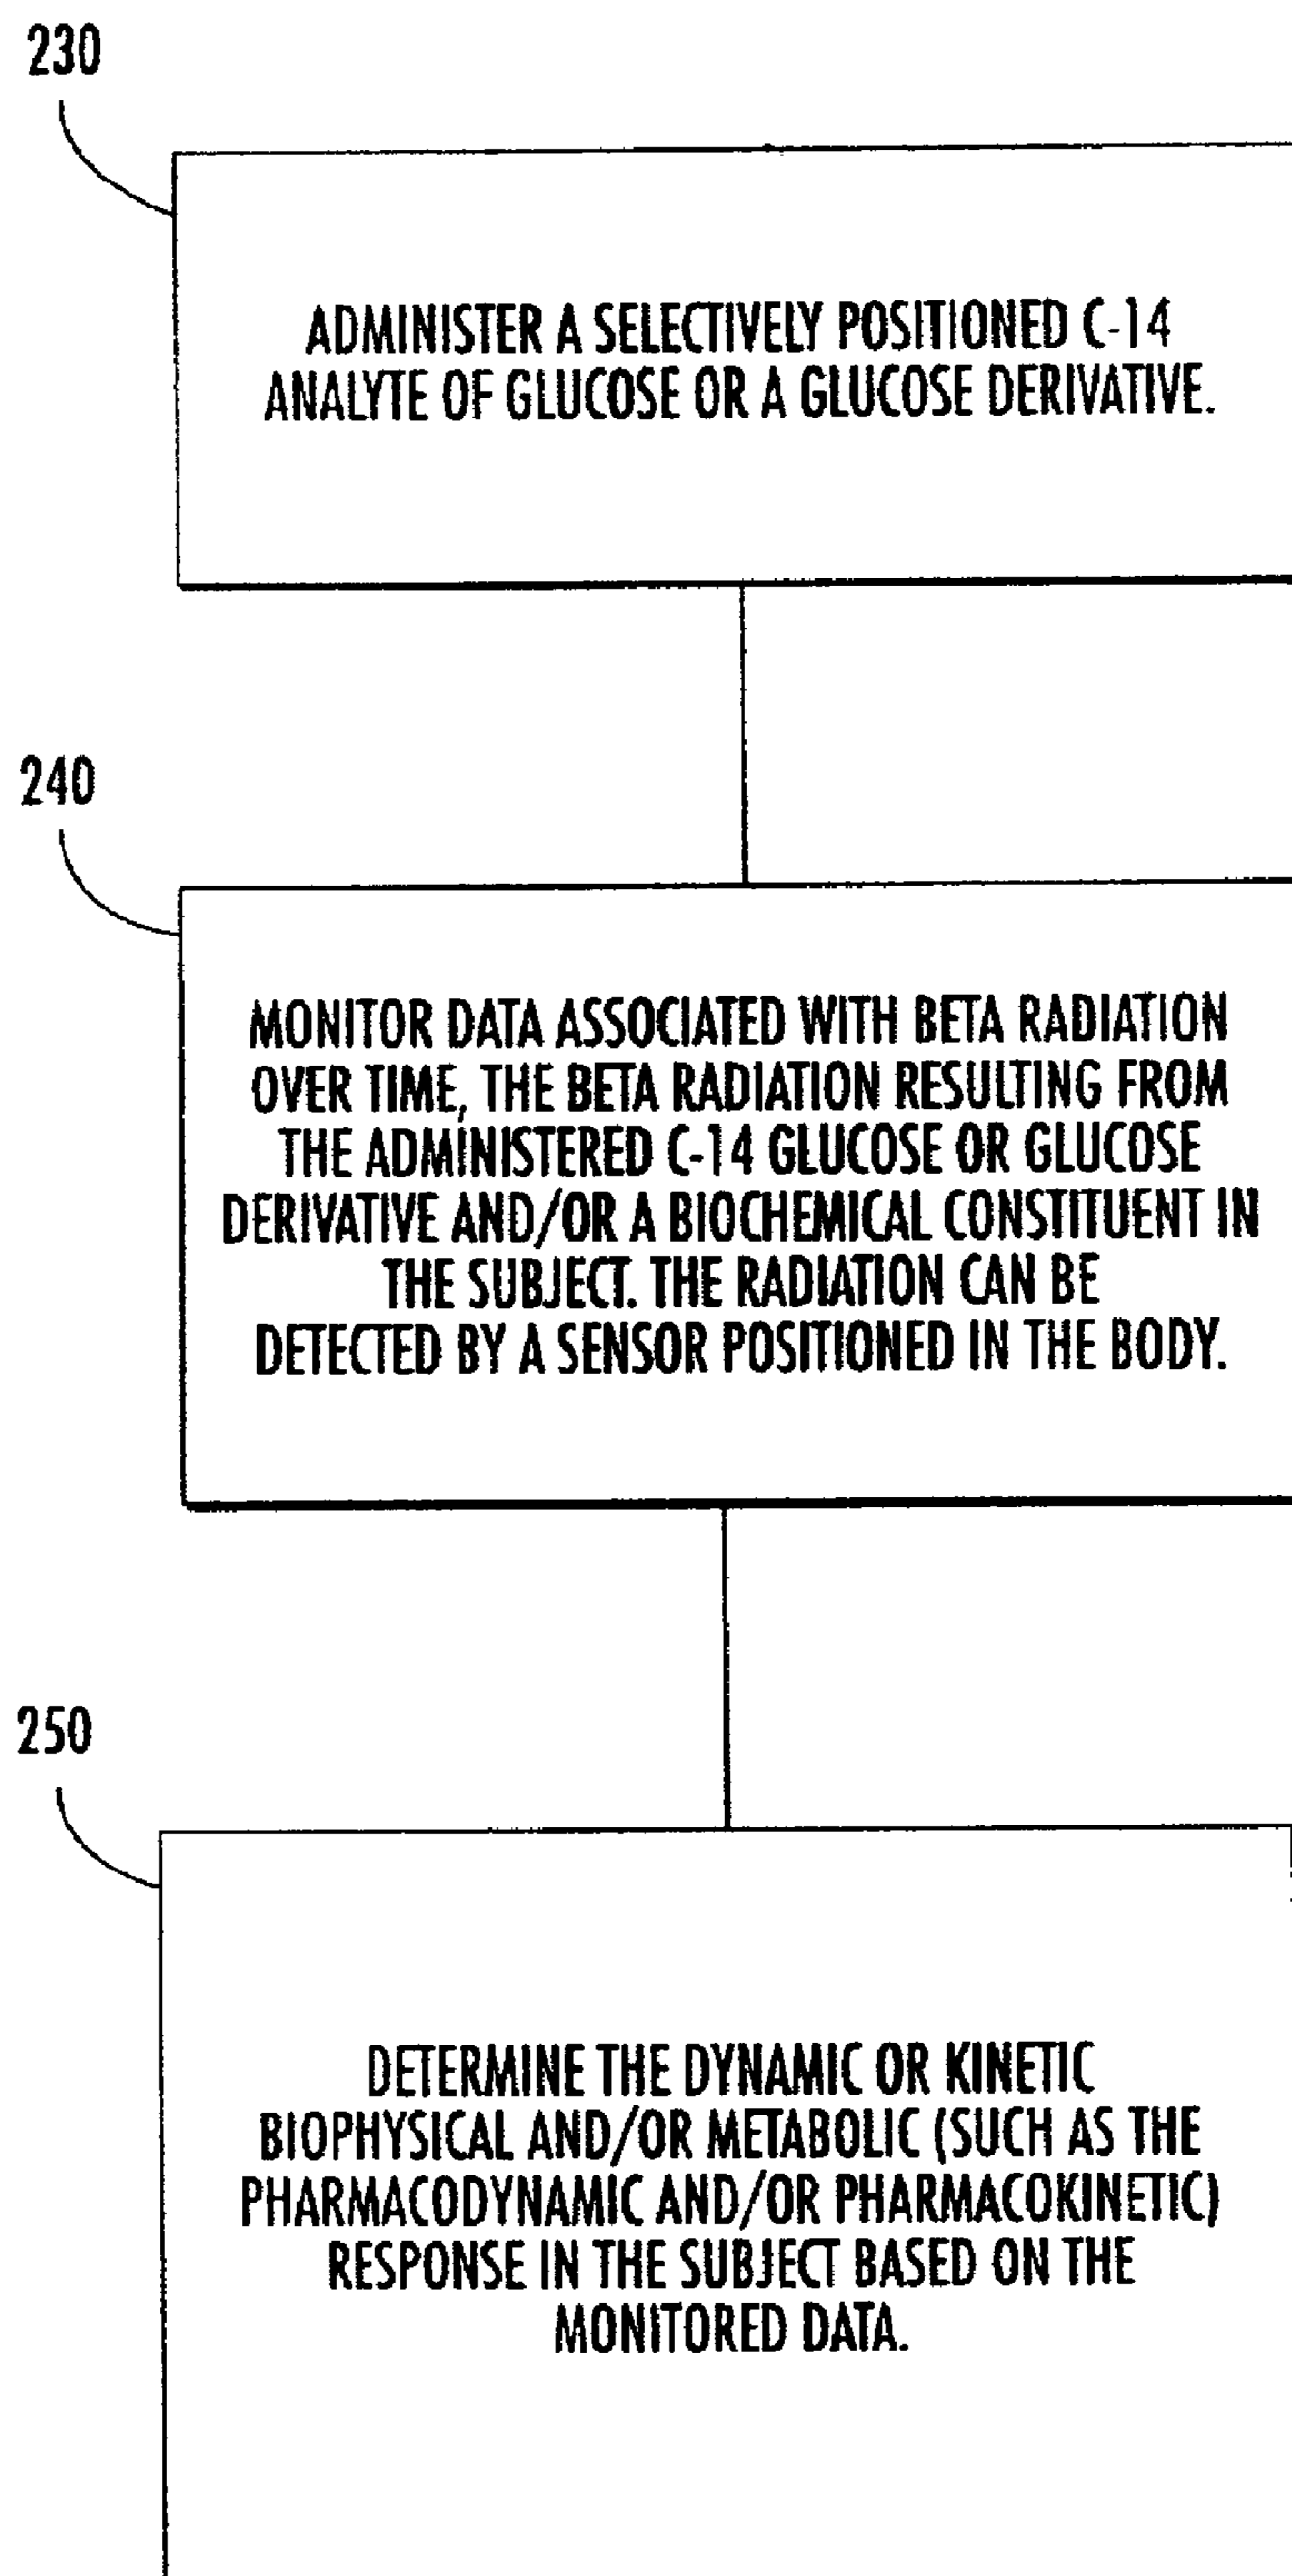 230
ADMINISTER A SELECTIVELY POSITIONED C-14
ANALYTE OF GLUCOSE OR A GLUCOSE DERIVATIVE.
240
MONITOR DATA ASSOCIATED WITH BETA RADIATION
OVER TIME, THE BETA RADIATION RESULTING FROM
THE ADMINISTERED C-14 GLUCOSE OR GLUCOSE
DERIVATIVE AND/OR A BIOCHEMICAL CONSTITUENT IN
THE SUBJECT. THE RADIATION CAN BE
DETECTED BY A SENSOR POSITIONED IN THE BODY.
250
DETERMINE THE DYNAMIC OR KINETIC
BIOPHYSICAL AND/OR METABOLIC (SUCH AS THE
PHARMACODYNAMIC AND/OR PHARMACOKINETIC)
RESPONSE IN THE SUBJECT BASED ON THE
MONITORED DATA.